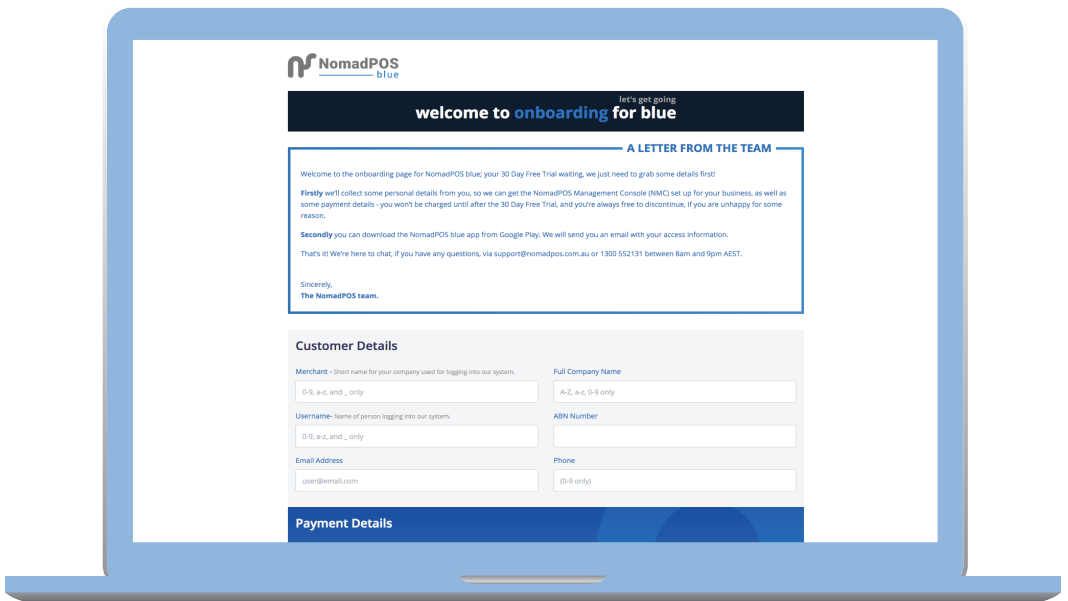 NomadPOS
blue
let's get going
welcome to onboarding for blue
A LETTER FROM THE TEAM
Welcome to the onboarding page for NomadPOS blue; your 30 Day Free Trial waiting, we just need to grab some details first!
Firstly we'll collect some personal details from you, so we can get the NomadPOS Management Console (NMC) set up for your business, as well as
some payment details - you won't be charged until after the 30 Day Free Trial, and you're always free to discontinue, if you are unhappy for some
reason.
Secondly you can download the NomadPOS blue app from Google Play. We will send you an email with your access information.
That's it! We're here to chat, if you have any questions, via support@nomadpos.com.au or 1300 552131 between 8am and 9pm AEST.
Sincerely,
The NomadPOS team.
Customer Details
Merchant - Short name for your company used for logging into our system.
Full Company Name
0-9, a-z, and _ only
A-Z, a-z, 0-9 only
Username- Name of person logging into our system.
ABN Number
0-9, a-z, and _ only
Email Address
Phone
user@email.com
(0-9 only)
Payment Details